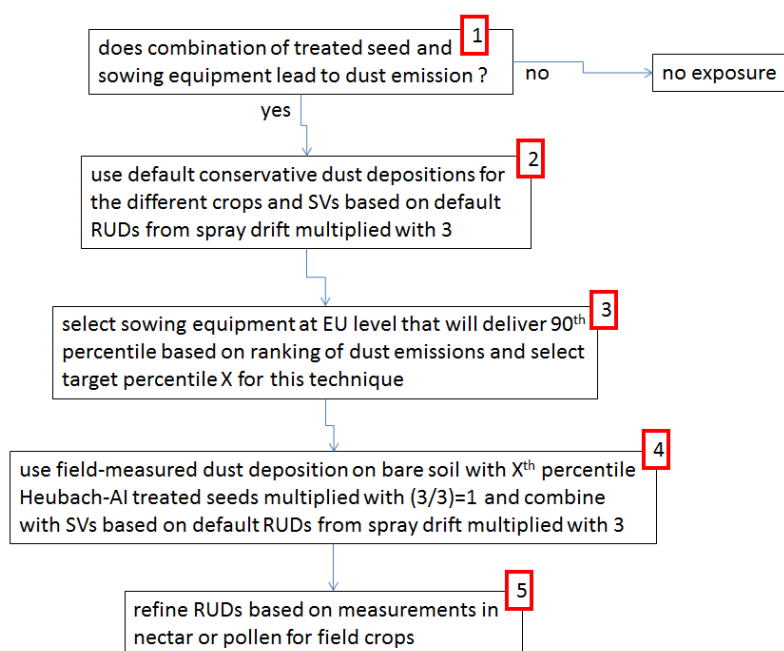 1
does combination of treated seed and
sowing equipment lead to dust emission ?
no
no exposure
yes
2
use default conservative dust depositions for
the different crops and SVs based on default
RUDs from spray drift multiplied with 3
3
select sowing equipment at EU level that will deliver 90th
percentile based on ranking of dust emissions and select
target percentile X for this technique
4
use field-measured dust deposition on bare soil with Xth percentile
Heubach-AI treated seeds multiplied with (3/3)=1 and combine
with SVs based on default RUDs from spray drift multiplied with 3
5
refine RUDs based on measurements in
nectar or pollen for field crops